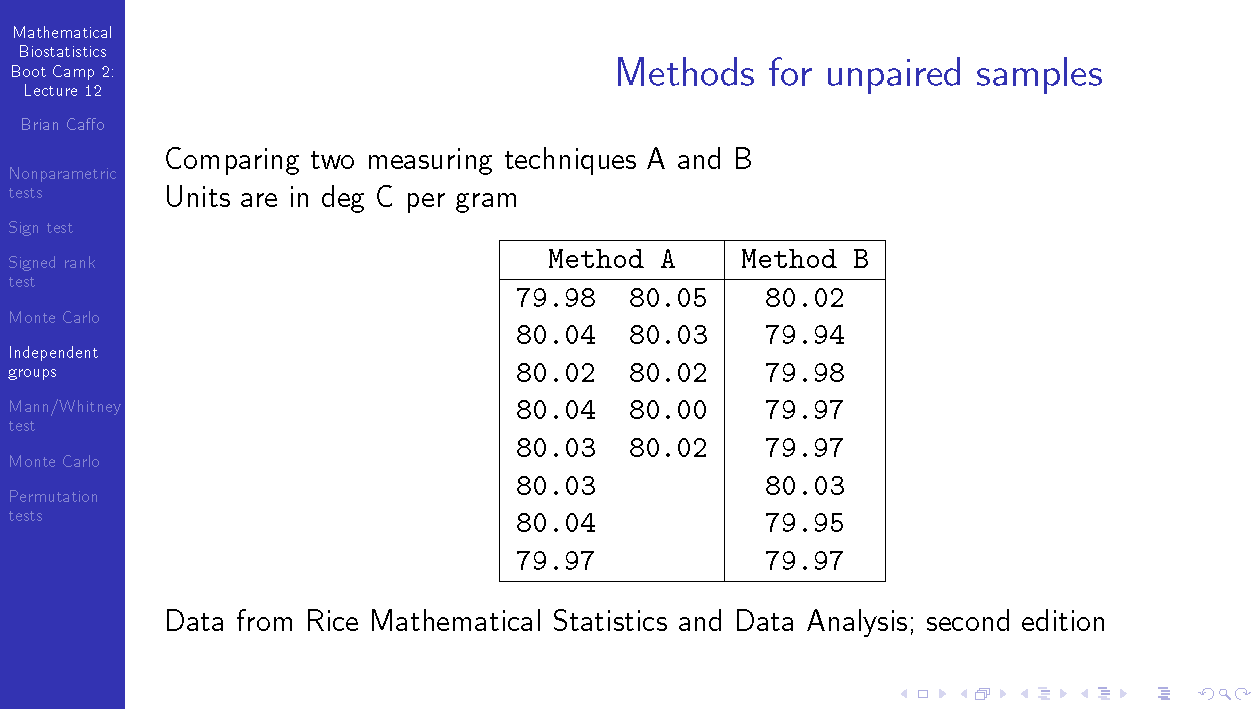 Mathematical
Biostatistics
Boot Camp 2:
Lecture 12
Brian Caffo
Nonparametric
tests
Sign test
Signed rank
test
Monte Carlo
Independent
groups
Mann/Whitney
test
Monte Carlo
Permutation
tests
Methods for unpaired samples
Comparing two measuring techniques A and B
Units are in deg C per gram
Method A Method B
79.98 80.05 80.02
80.04 80.03 79.94
80.02 80.02 79.98
80.04 80.00 79.97
80.03 80.02 79.97
80.03 80.03
80.04 79.95
79.97 79.97
Data from Rice Mathematical Statistics and Data Analysis; second edition